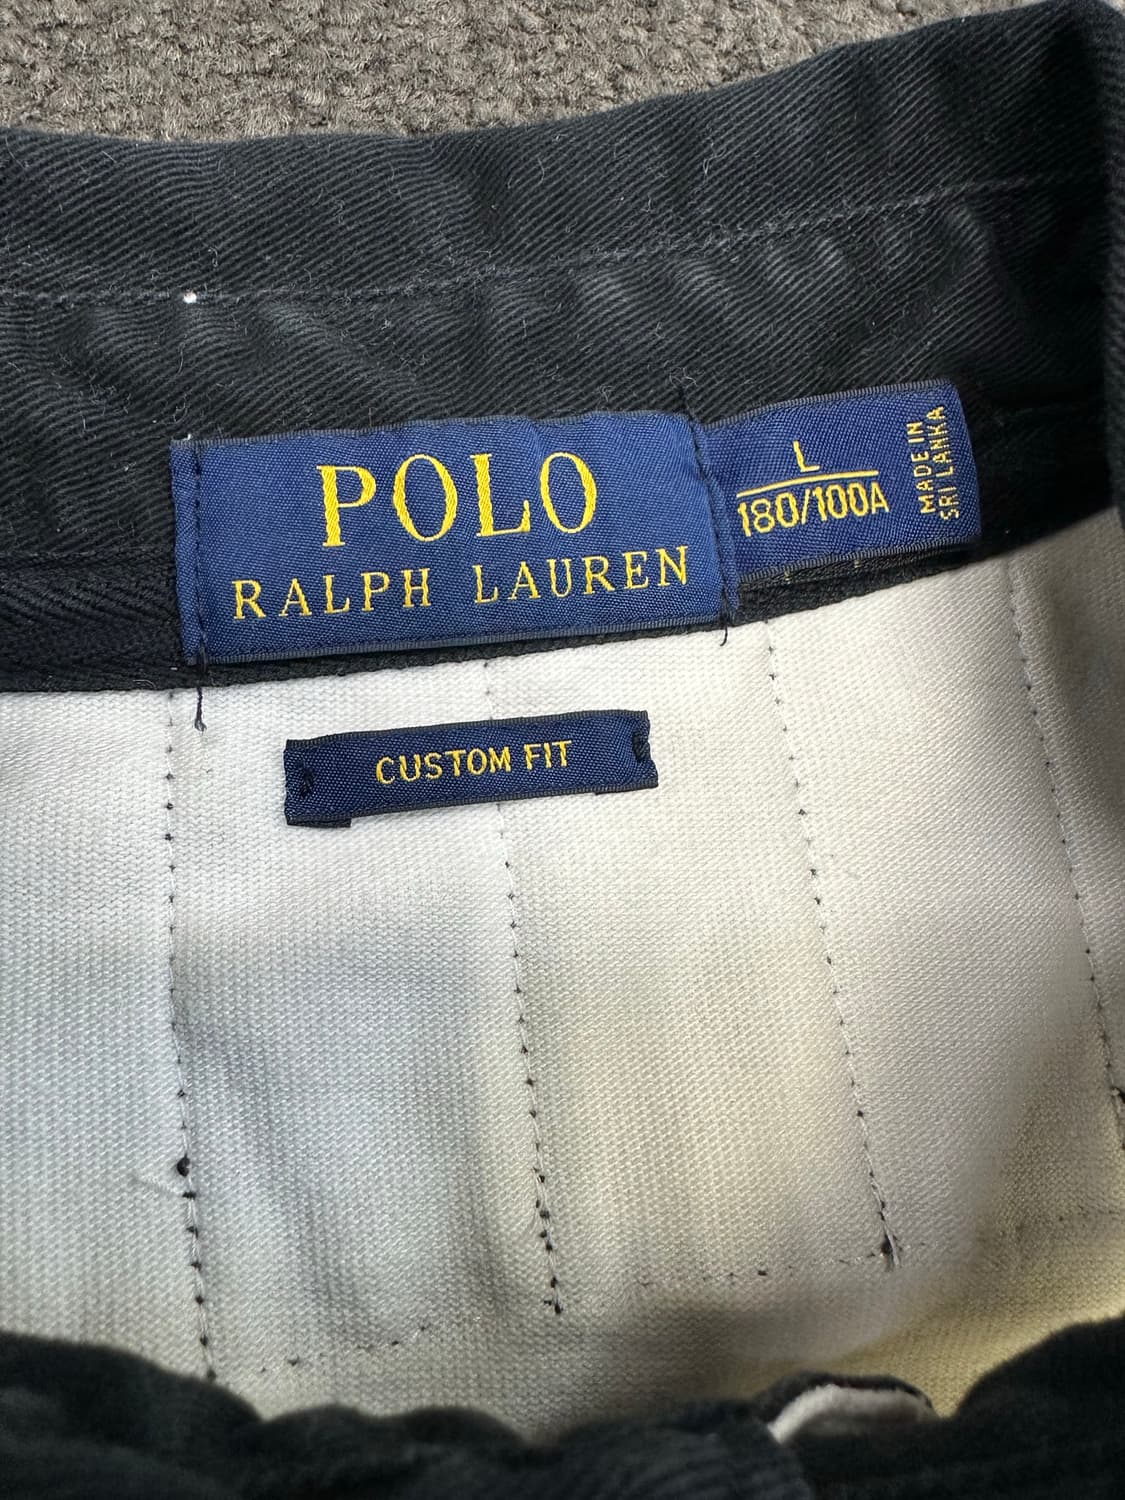 POLO
RALPH LAUREN
L
180/100A
MADE IN
SRI LANKA
CUSTOM FIT